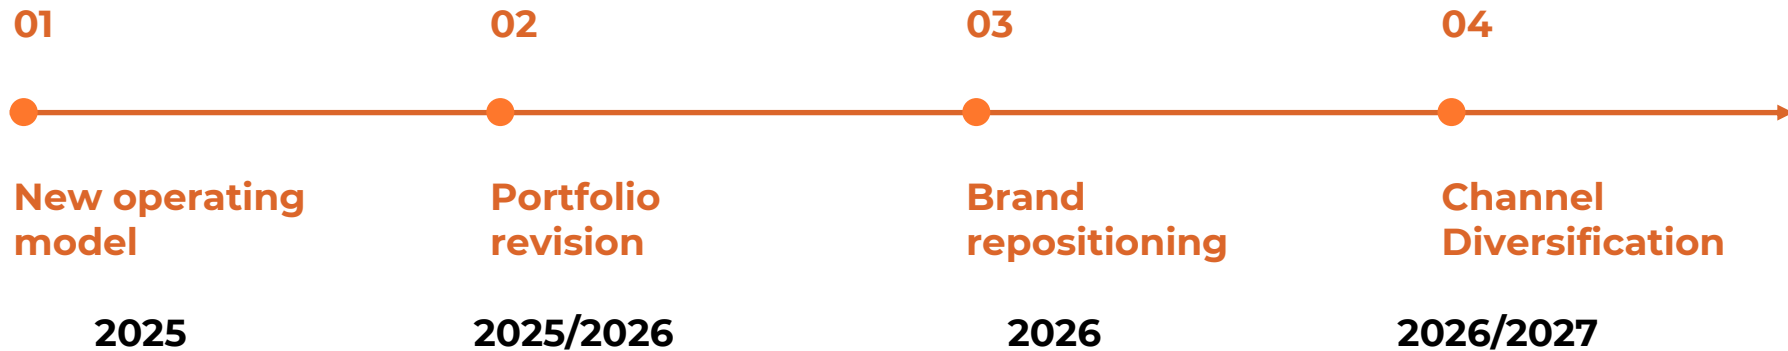 01
02
03
04
New operating
model
Portfolio
revision
Brand
repositioning
Channel
Diversification
2025
2025/2026
2026
2026/2027